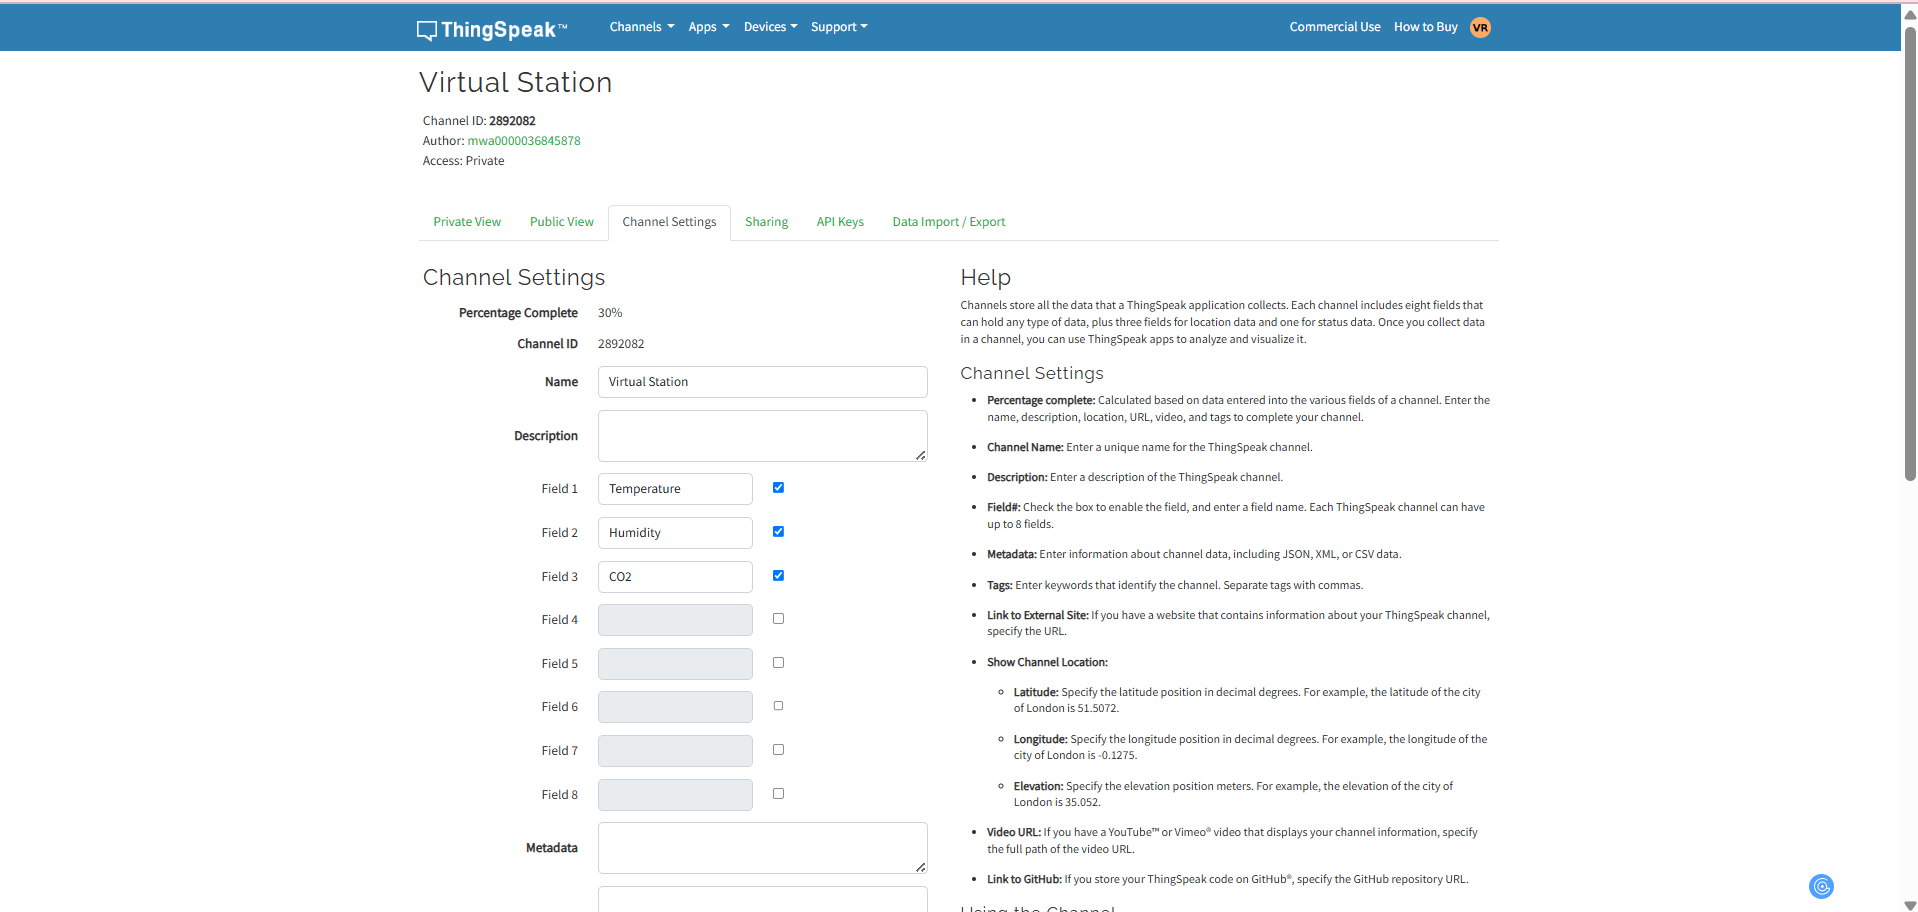 ThingSpeak™
Channels Apps Devices Support
Commercial Use How to Buy VR
Virtual Station
Channel ID: 2892082
Author: mwa0000036845878
Access: Private
Private View Public View Channel Settings Sharing API Keys Data Import / Export
Channel Settings
Percentage Complete 30%
Channel ID 2892082
Name Virtual Station
Description
Field 1 Temperature
Field 2 Humidity
Field 3 CO2
Field 4
Field 5
Field 6
Field 7
Field 8
Metadata
Help
Channels store all the data that a ThingSpeak application collects. Each channel includes eight fields that
can hold any type of data, plus three fields for location data and one for status data. Once you collect data
in a channel, you can use ThingSpeak apps to analyze and visualize it.
Channel Settings
Percentage complete: Calculated based on data entered into the various fields of a channel. Enter the
name, description, location, URL, video, and tags to complete your channel.
Channel Name: Enter a unique name for the ThingSpeak channel.
Description: Enter a description of the ThingSpeak channel.
Field#: Check the box to enable the field, and enter a field name. Each ThingSpeak channel can have
up to 8 fields.
Metadata: Enter information about channel data, including JSON, XML, or CSV data.
Tags: Enter keywords that identify the channel. Separate tags with commas.
Link to External Site: If you have a website that contains information about your ThingSpeak channel,
specify the URL.
Show Channel Location:
Latitude: Specify the latitude position in decimal degrees. For example, the latitude of the city
of London is 51.5072.
Longitude: Specify the longitude position in decimal degrees. For example, the longitude of the
city of London is -0.1275.
Elevation: Specify the elevation position meters. For example, the elevation of the city of
London is 35.052.
Video URL: If you have a YouTube™ or Vimeo® video that displays your channel information, specify
the full path of the video URL.
Link to GitHub: If you store your ThingSpeak code on GitHub®, specify the GitHub repository URL.
Using the Channel